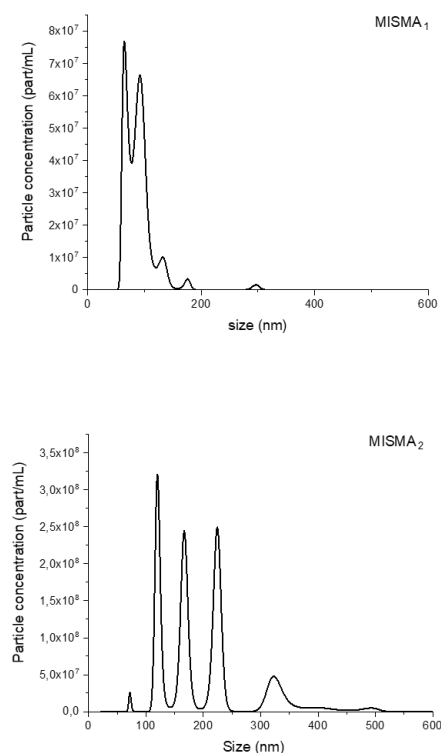 MISMA₁
8x10⁷
7x10⁷
6x10⁷
5x10⁷
4x10⁷
3x10⁷
2x10⁷
1x10⁷
0
Particle concentration (part/mL)
0 200 400 600
size (nm)
MISMA₂
3,5x10⁸
3,0x10⁸
2,5x10⁸
2,0x10⁸
1,5x10⁸
1,0x10⁸
5,0x10⁷
0,0
Particle concentration (part/mL)
0 100 200 300 400 500 600
Size (nm)